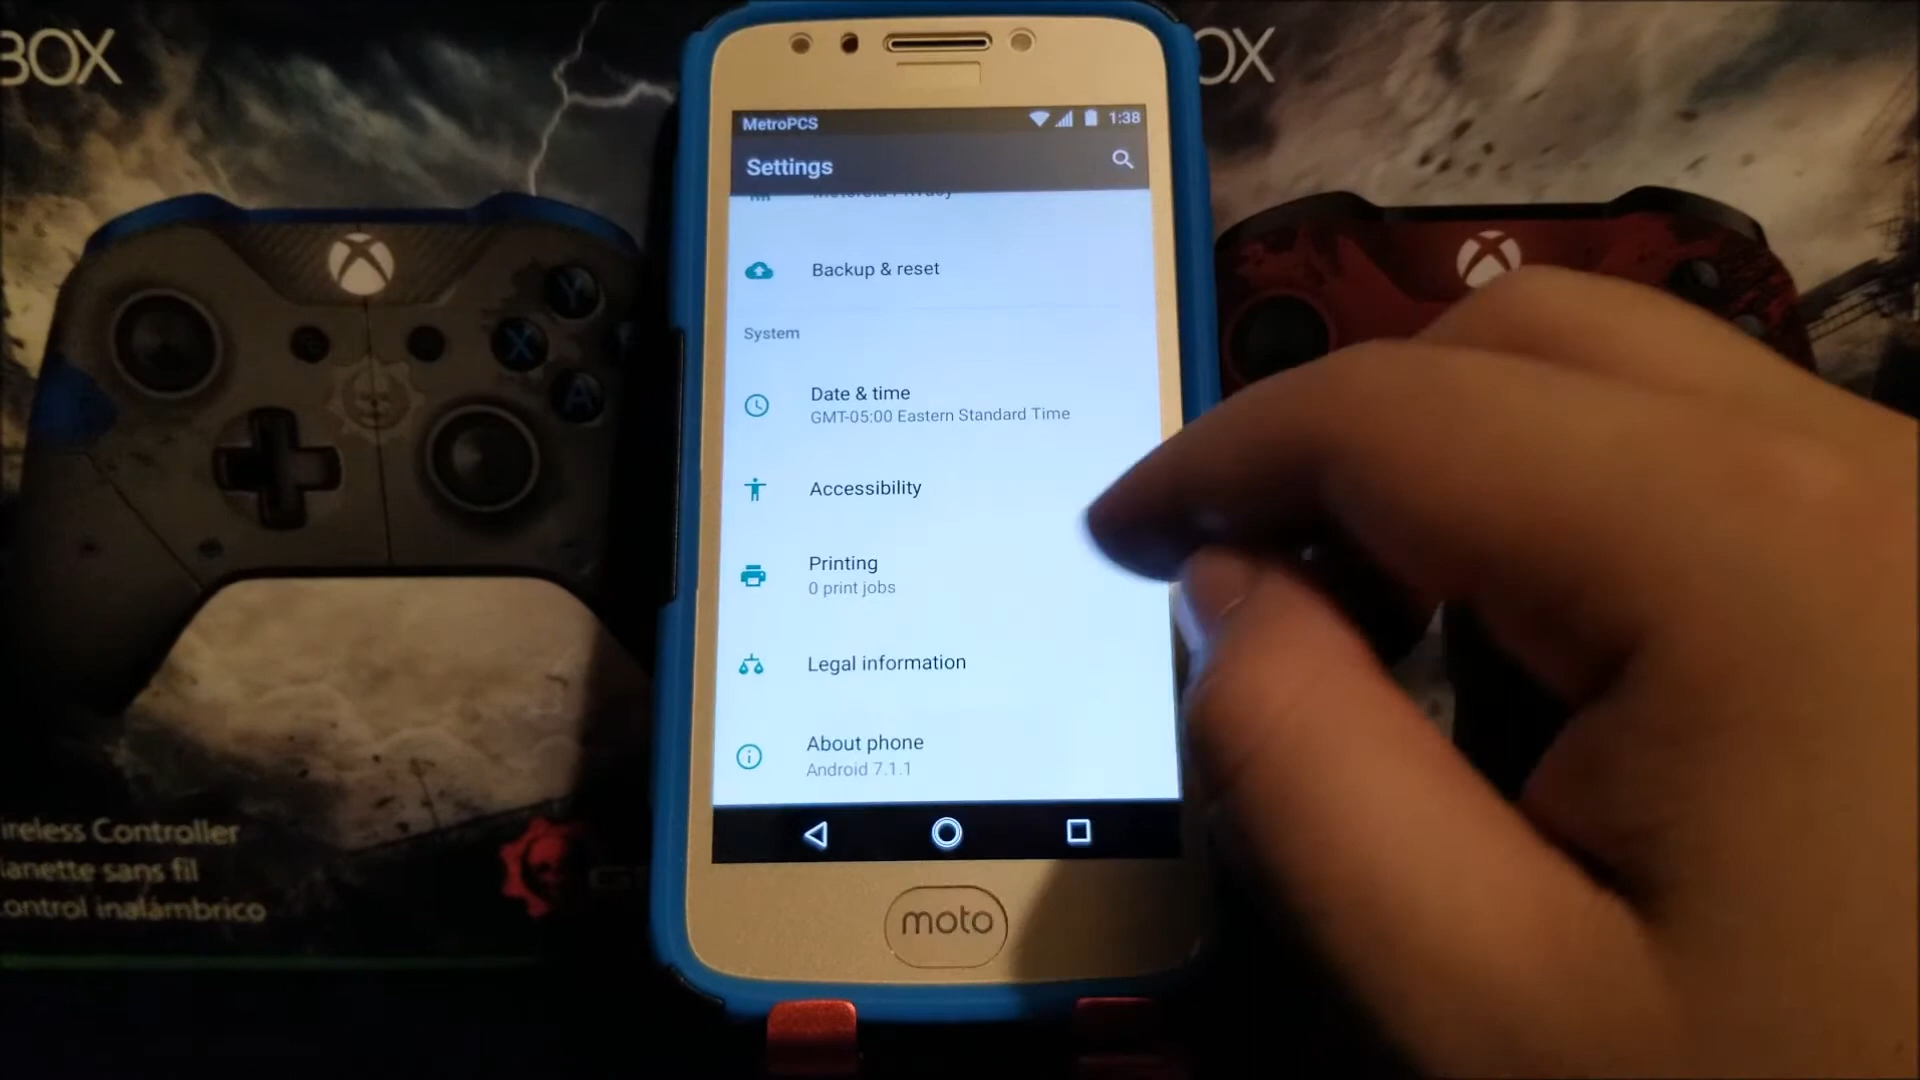 BOX
OX
MetroPCS
1:38
Settings
Motorola Privacy
Backup & reset
System
Date & time
GMT-05:00 Eastern Standard Time
Accessibility
Printing
0 print jobs
Legal information
About phone
Android 7.1.1
moto
Y
X
A
ireless Controller
anette sans fil
ontrol inalámbrico